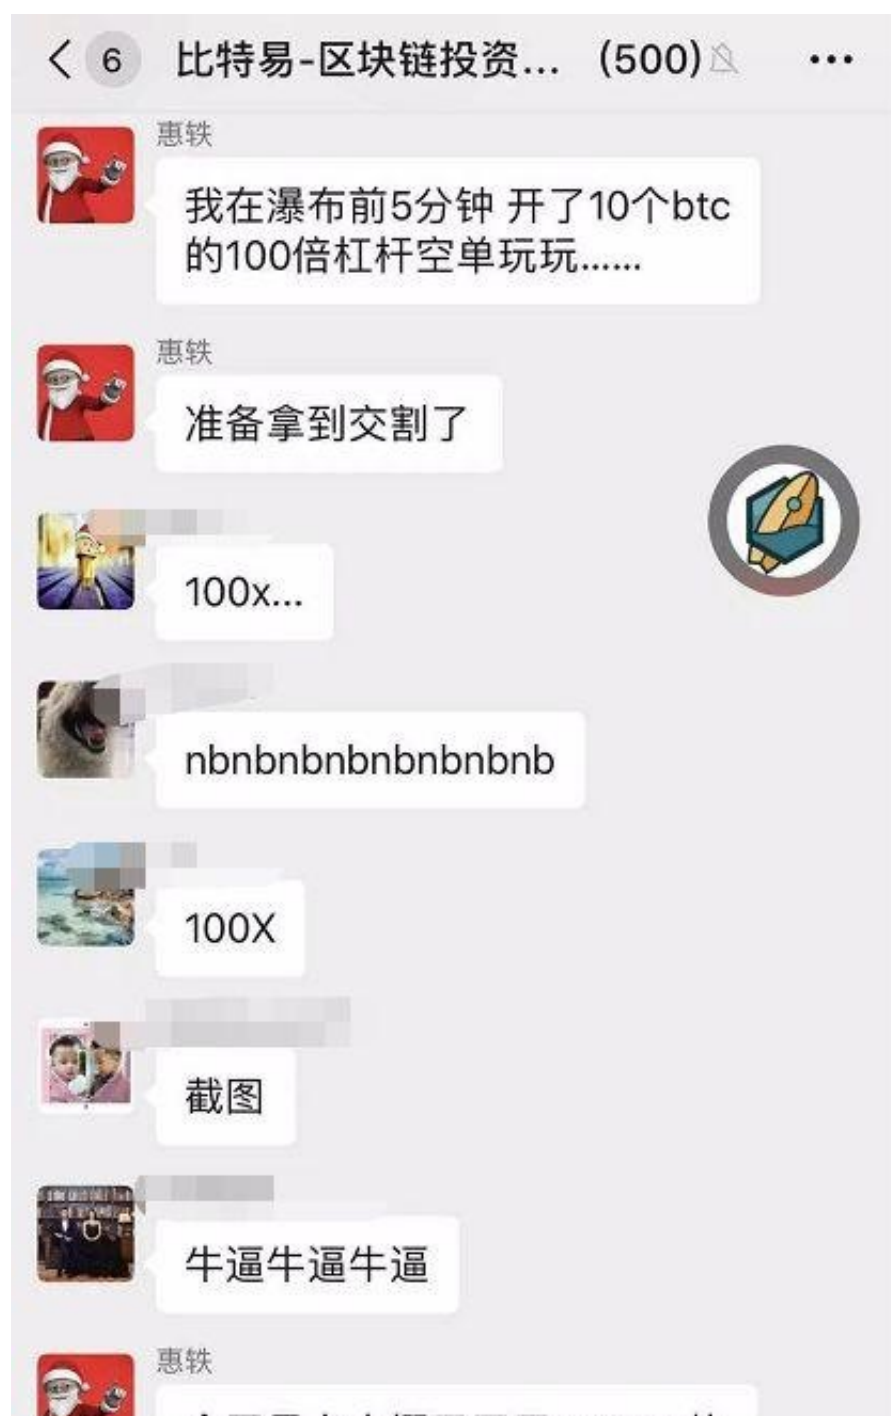 6 比特易-区块链投资... (500)
惠轶
我在瀑布前5分钟 开了10个btc
的100倍杠杆空单玩玩......
惠轶
准备拿到交割了
100x...
nbnbnbnbnbnbnbnb
100X
截图
牛逼牛逼牛逼
惠轶